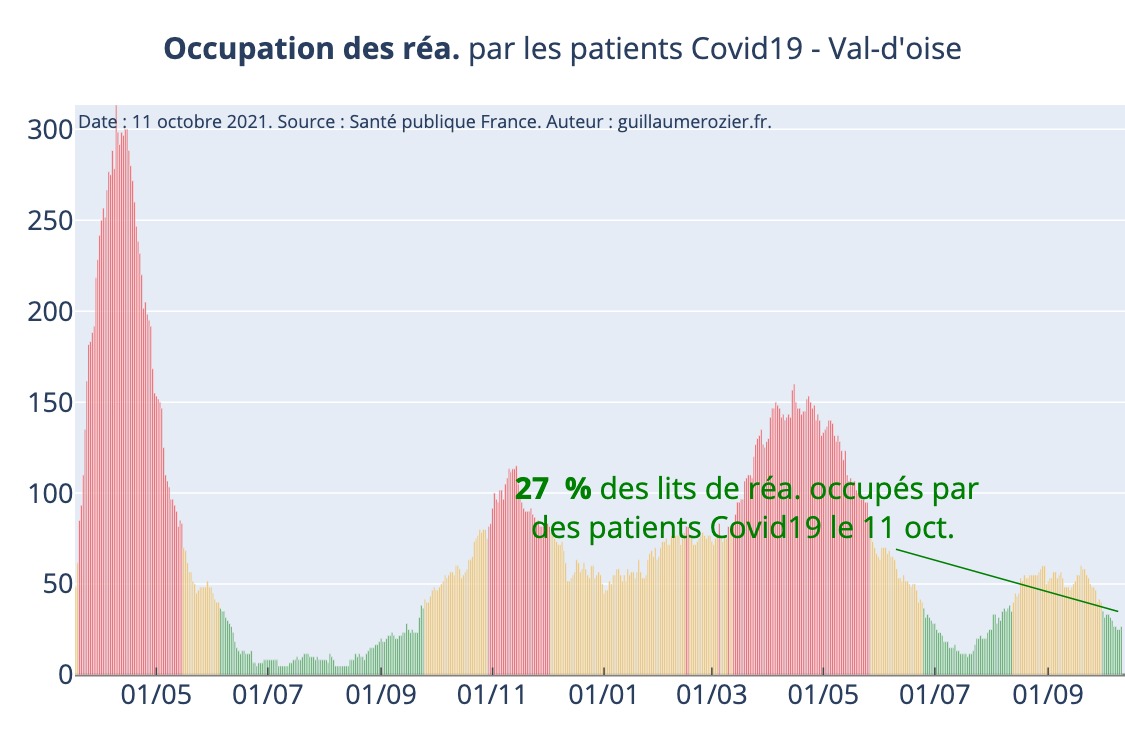 Occupation des réa. par les patients Covid19 - Val-d'oise
Date : 11 octobre 2021. Source : Santé publique France. Auteur : guillaumerozier.fr.
300
250
200
150
100
50
0
27 % des lits de réa. occupés par
des patients Covid19 le 11 oct.
01/05 01/07 01/09 01/11 01/01 01/03 01/05 01/07 01/09